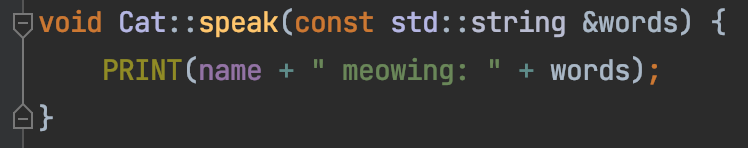 void Cat::speak(const std::string &words) {
    PRINT(name + " meowing: " + words);
}